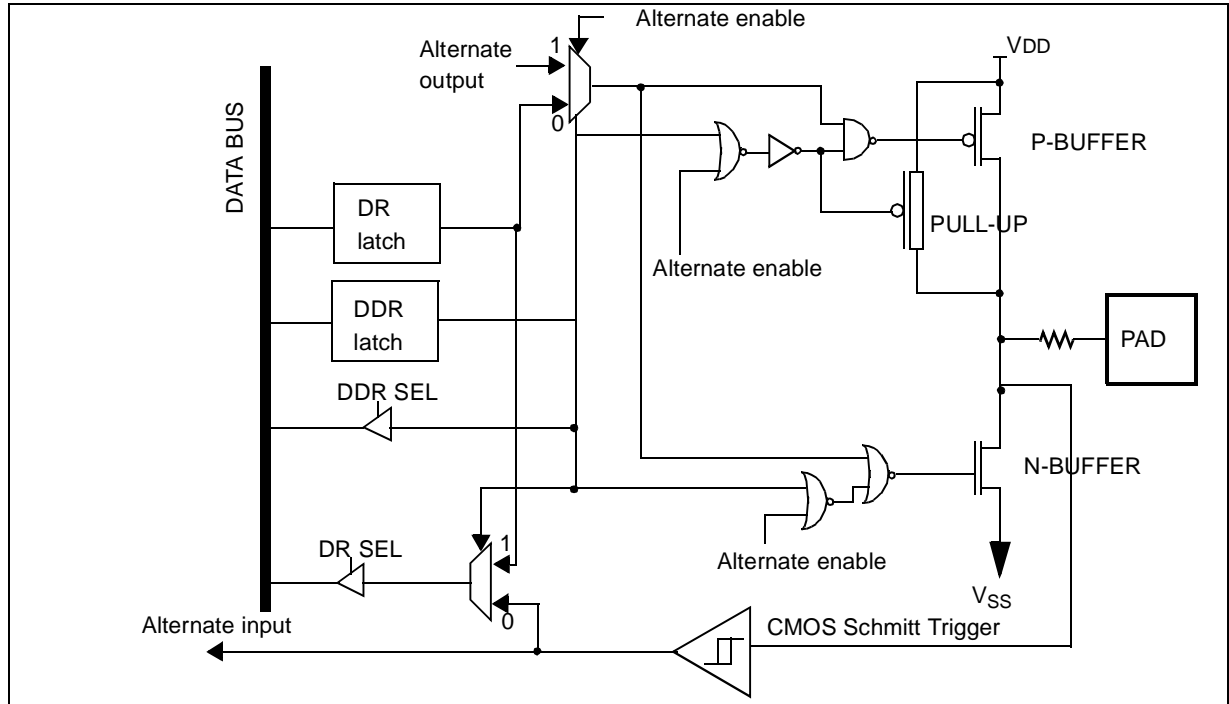 Alternate enable
Alternate
output
1
0
VDD
DATA BUS
P-BUFFER
DR
latch
PULL-UP
Alternate enable
DDR
latch
PAD
DDR SEL
N-BUFFER
DR SEL
1
0
Alternate enable
VSS
Alternate input
CMOS Schmitt Trigger